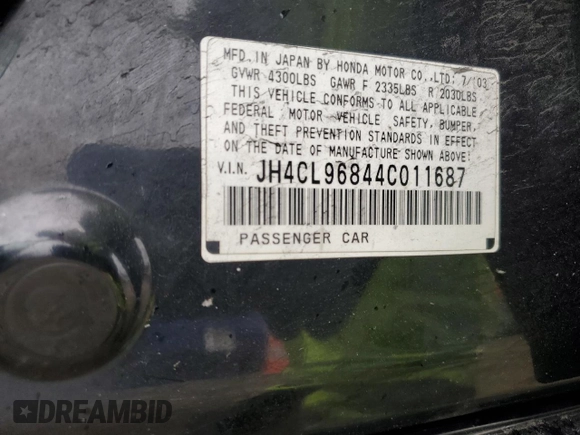 MFD. IN JAPAN BY HONDA MOTOR CO.,LTD: 7/'03
GVWR 4300LBS GAWR F 2335LBS R 2030LBS
THIS VEHICLE CONFORMS TO ALL APPLICABLE
FEDERAL MOTOR VEHICLE SAFETY, BUMPER,
AND THEFT PREVENTION STANDARDS IN EFFECT
ON THE DATE OF MANUFACTURE SHOWN ABOVE.
V.I.N. JH4CL96844C011687
PASSENGER CAR
DREAMBID